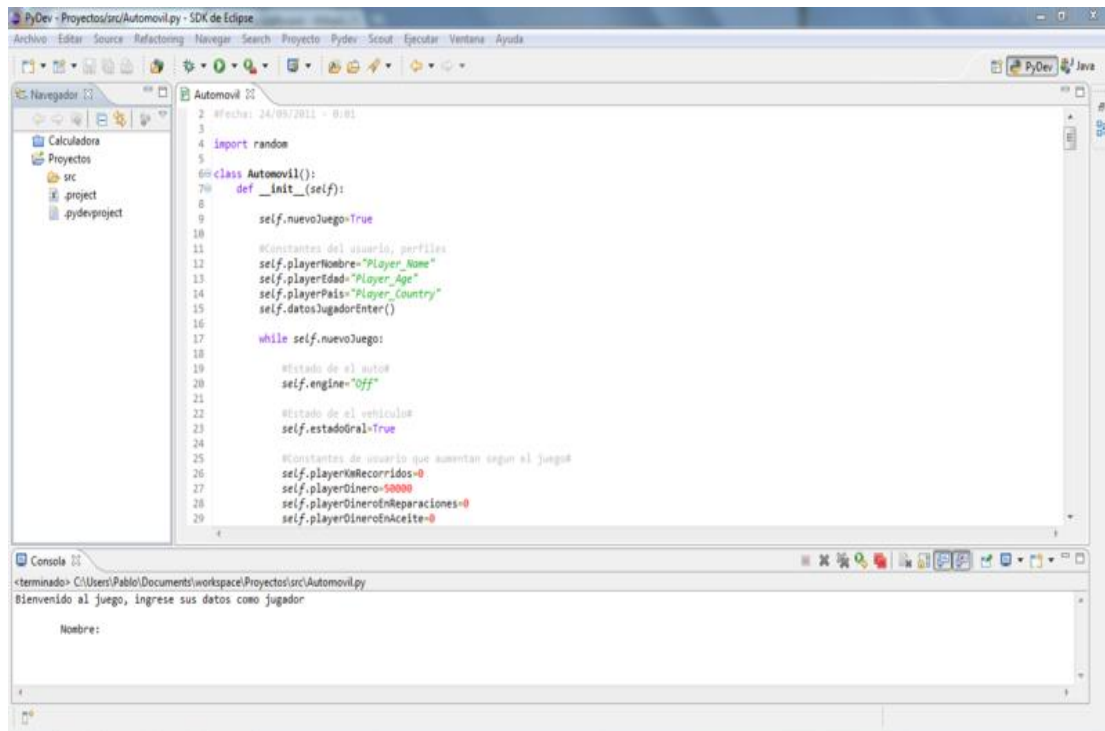 PyDev - Proyectos/src/Automovil.py - SDK de Eclipse
Archivo Editar Source Refactoring Navegar Search Proyecto Pydev Scout Ejecutar Ventana Ayuda
PyDev Java
Navegador
Calculadora
Proyectos
src
.project
.pydevproject
Automovil
2 #Fecha: 24/05/2011 - 0:01
3
4 import random
5
6 class Automovil():
7 def __init__(self):
8
9 self.nuevoJuego=True
10
11 #Constantes del usuario, perfiles
12 self.playerNombre="Player_Name"
13 self.playerEdad="Player_Age"
14 self.playerPais="Player_Country"
15 self.datosJugadorEnter()
16
17 while self.nuevoJuego:
18
19 #Estado de el auto#
20 self.engine="Off"
21
22 #Estado de el vehiculo#
23 self.estadoGral=True
24
25 #Constantes de usuario que aumentan segun el juego#
26 self.playerKmRecorridos=0
27 self.playerDinero=50000
28 self.playerDineroEnReparaciones=0
29 self.playerDineroEnAceite=0
Consola
<terminado> C:\Users\Pablo\Documents\workspace\Proyectos\src\Automovil.py
Bienvenido al juego, ingrese sus datos como jugador
Nombre: